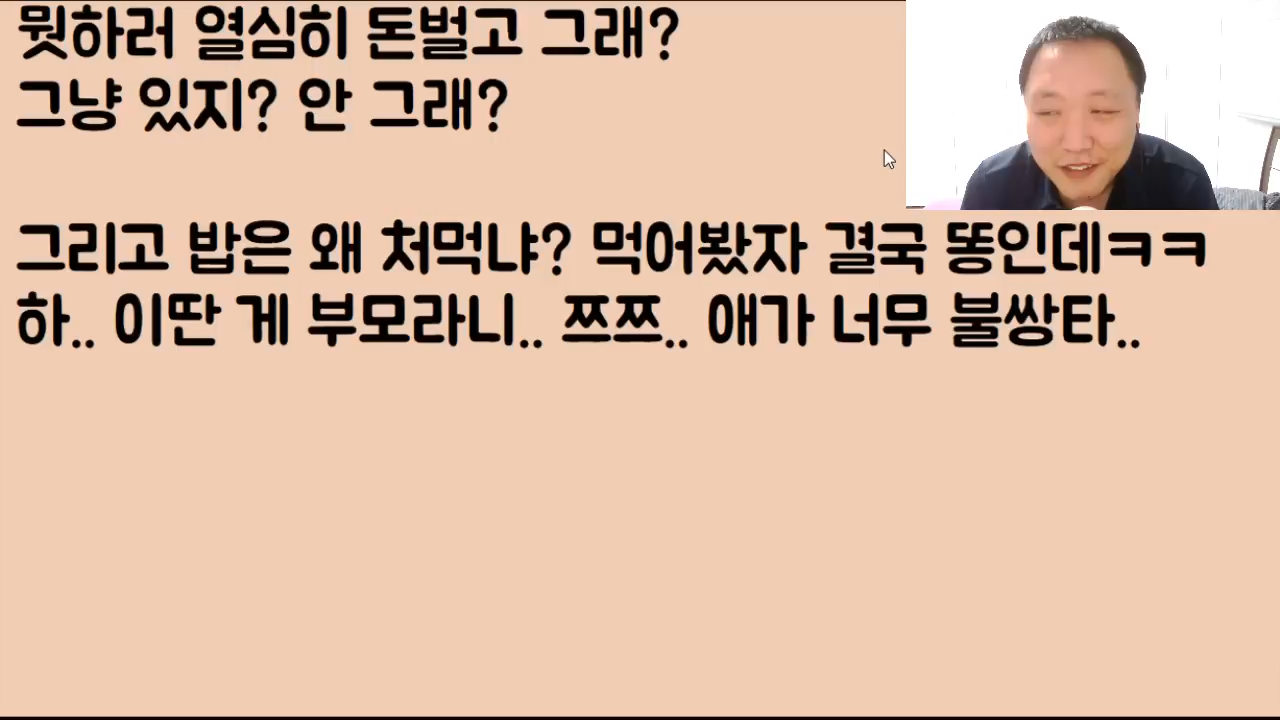 뭣하러 열심히 돈벌고 그래?
그냥 있지? 안 그래?
그리고 밥은 왜 처먹냐? 먹어봤자 결국 똥인데ㅋㅋ
하.. 이딴 게 부모라니.. 쯔쯔.. 애가 너무 불쌍타..